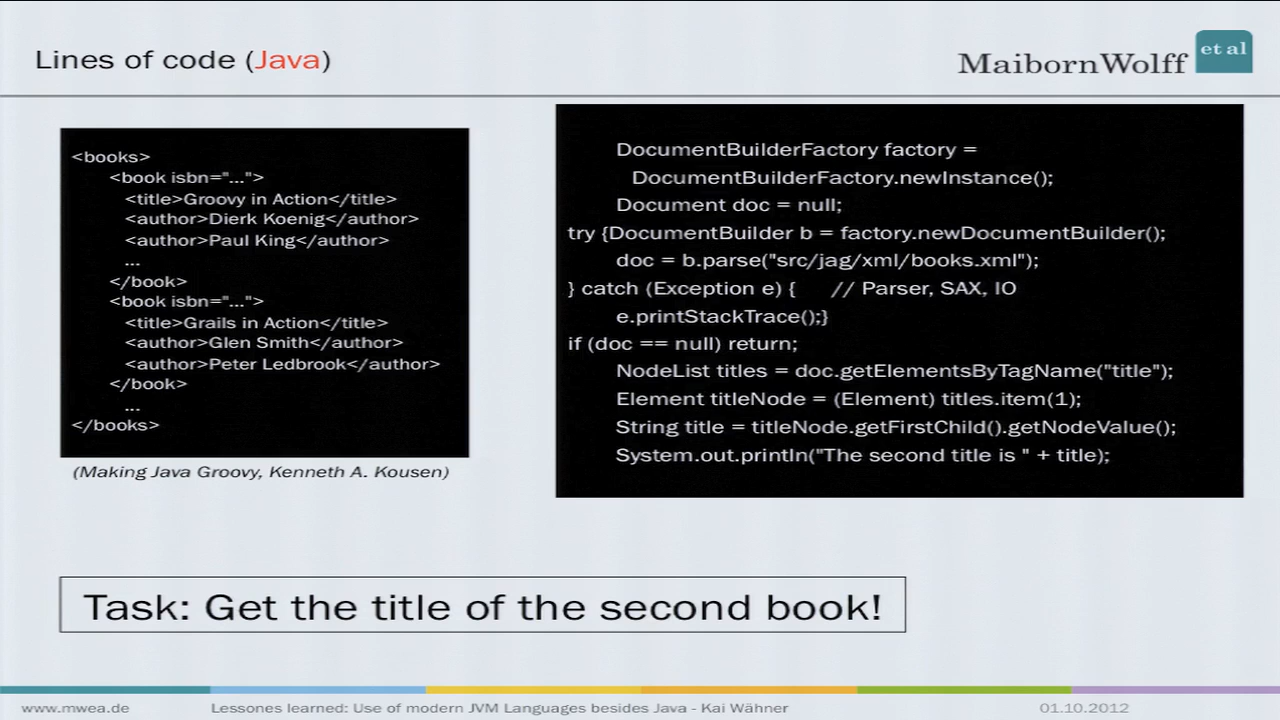 Lines of code (Java)
MaibornWolff et al
<books>
<book isbn="...">
<title>Groovy in Action</title>
<author>Dierk Koenig</author>
<author>Paul King</author>
...
</book>
<book isbn="...">
<title>Grails in Action</title>
<author>Glen Smith</author>
<author>Peter Ledbrook</author>
</book>
...
</books>
(Making Java Groovy, Kenneth A. Kousen)
DocumentBuilderFactory factory =
DocumentBuilderFactory.newInstance();
Document doc = null;
try {DocumentBuilder b = factory.newDocumentBuilder();
doc = b.parse("src/jag/xml/books.xml");
} catch (Exception e) { // Parser, SAX, IO
e.printStackTrace();}
if (doc == null) return;
NodeList titles = doc.getElementsByTagName("title");
Element titleNode = (Element) titles.item(1);
String title = titleNode.getFirstChild().getNodeValue();
System.out.println("The second title is " + title);
Task: Get the title of the second book!
www.mwea.de
Lessones learned: Use of modern JVM Languages besides Java - Kai Wähner
01.10.2012